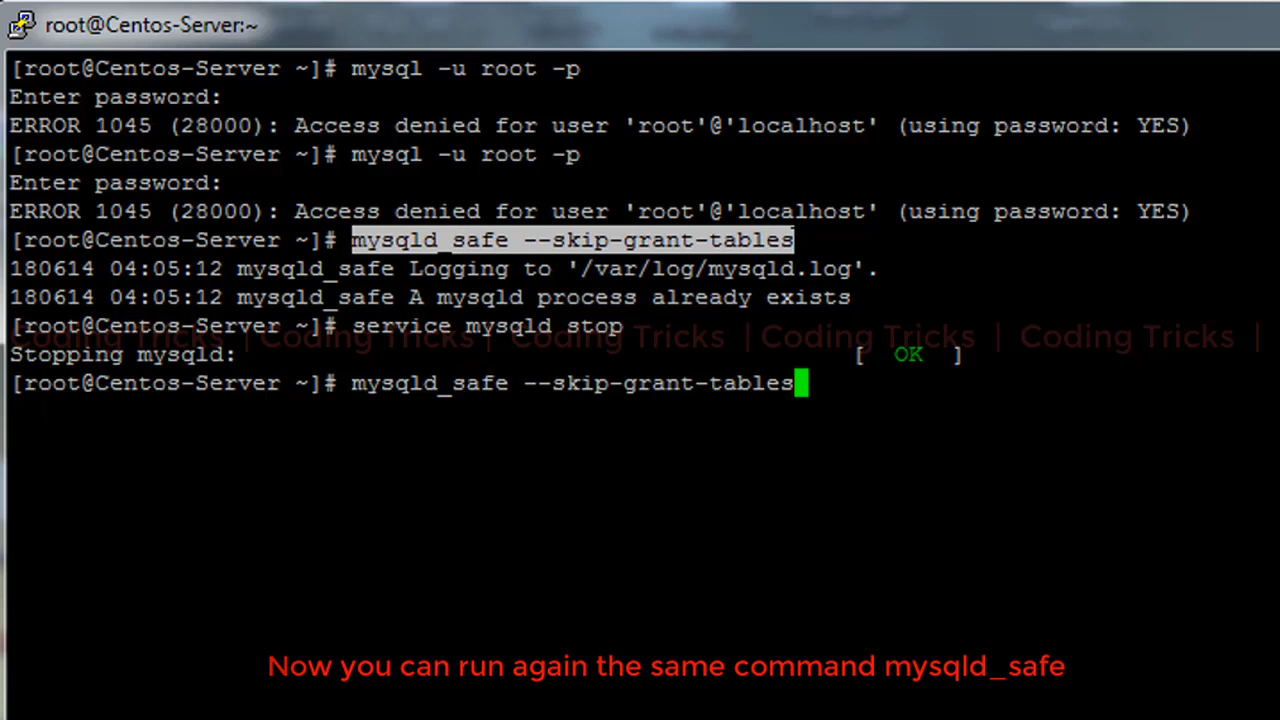 root@Centos-Server:~
[root@Centos-Server ~]# mysql -u root -p
Enter password:
ERROR 1045 (28000): Access denied for user 'root'@'localhost' (using password: YES)
[root@Centos-Server ~]# mysql -u root -p
Enter password:
ERROR 1045 (28000): Access denied for user 'root'@'localhost' (using password: YES)
[root@Centos-Server ~]# mysqld_safe --skip-grant-tables
180614 04:05:12 mysqld_safe Logging to '/var/log/mysqld.log'.
180614 04:05:12 mysqld_safe A mysqld process already exists
[root@Centos-Server ~]# service mysqld stop
Coding Tricks | Coding Tricks | Coding Tricks | Coding Tricks | Coding Tricks |
Stopping mysqld: [ OK ]
[root@Centos-Server ~]# mysqld_safe --skip-grant-tables
Now you can run again the same command mysqld_safe